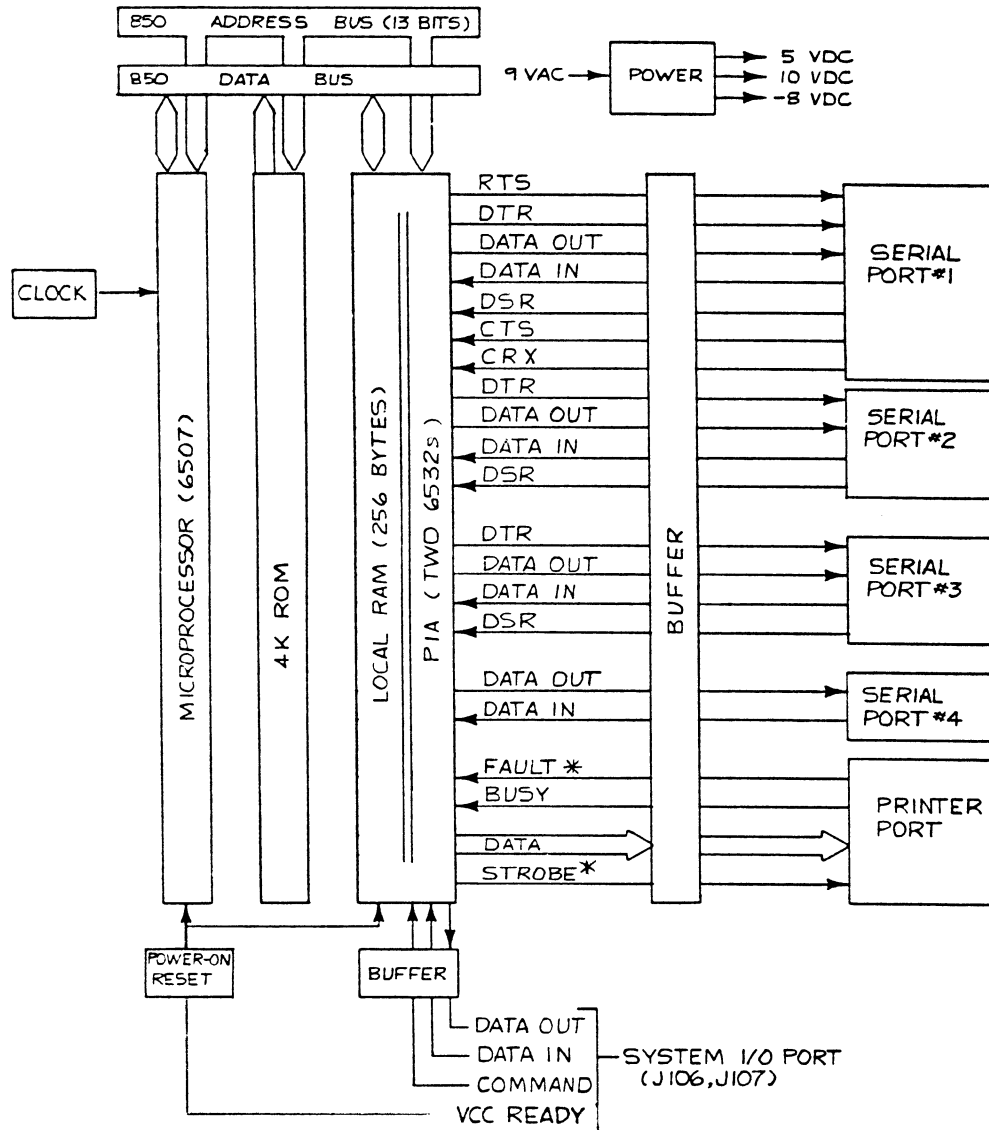 850 ADDRESS BUS (13 BITS)
850 DATA BUS
9 VAC
POWER
5 VDC
10 VDC
-8 VDC
CLOCK
MICROPROCESSOR (6507)
4K ROM
LOCAL RAM (256 BYTES)
PIA (TWO 6532s)
BUFFER
RTS
DTR
DATA OUT
DATA IN
DSR
CTS
CRX
SERIAL
PORT#1
DTR
DATA OUT
DATA IN
DSR
SERIAL
PORT#2
DTR
DATA OUT
DATA IN
DSR
SERIAL
PORT#3
DATA OUT
DATA IN
SERIAL
PORT#4
FAULT*
BUSY
DATA
STROBE*
PRINTER
PORT
POWER-ON
RESET
BUFFER
DATA OUT
DATA IN
COMMAND
VCC READY
SYSTEM I/O PORT
(J106,J107)